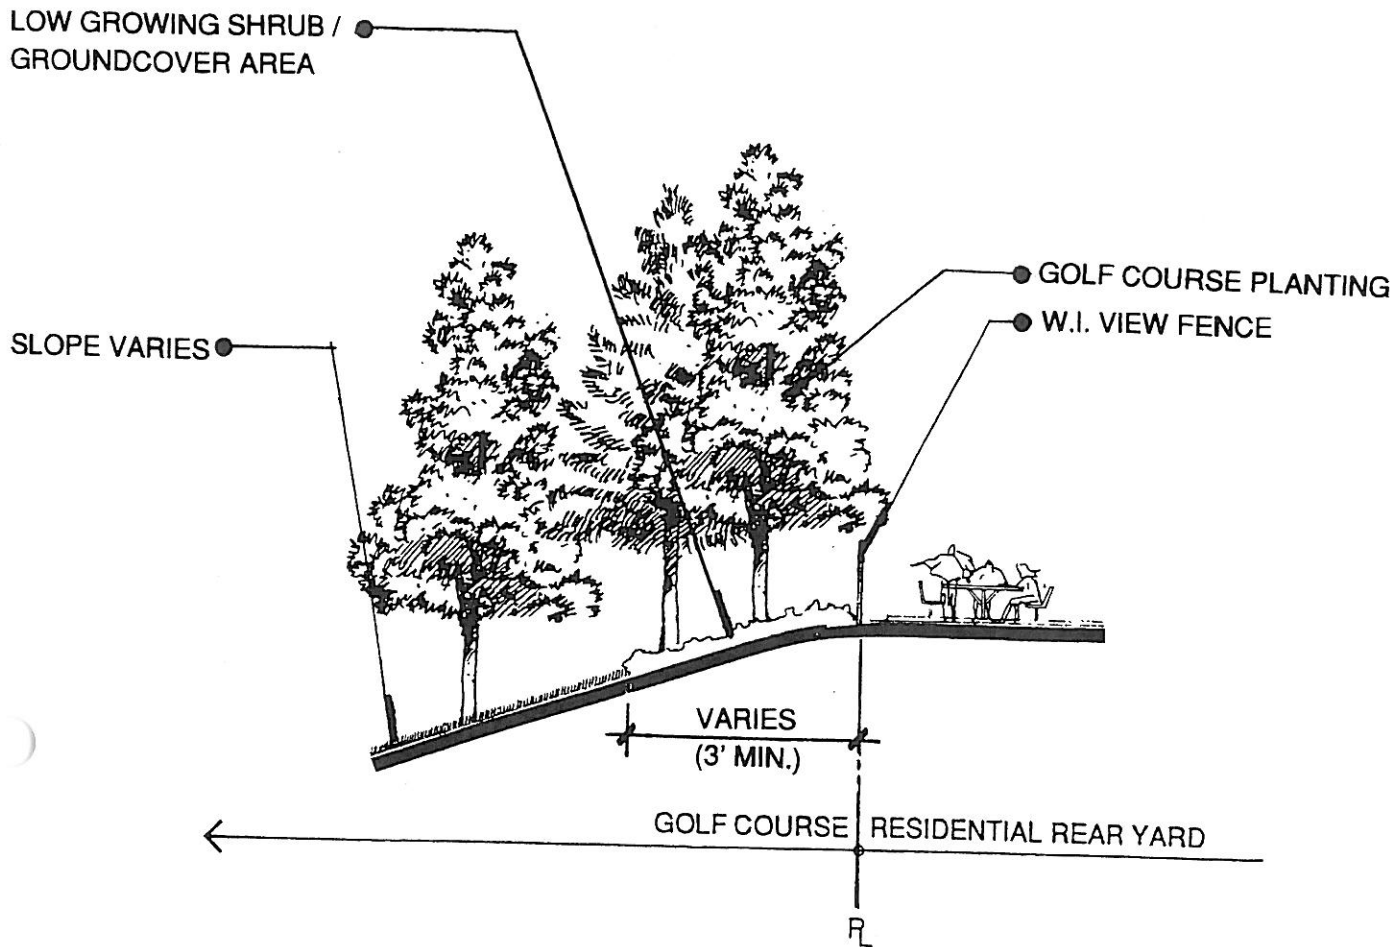 LOW GROWING SHRUB /
GROUNDCOVER AREA
GOLF COURSE PLANTING
W.I. VIEW FENCE
SLOPE VARIES
VARIES
(3' MIN.)
GOLF COURSE
RESIDENTIAL REAR YARD
PL